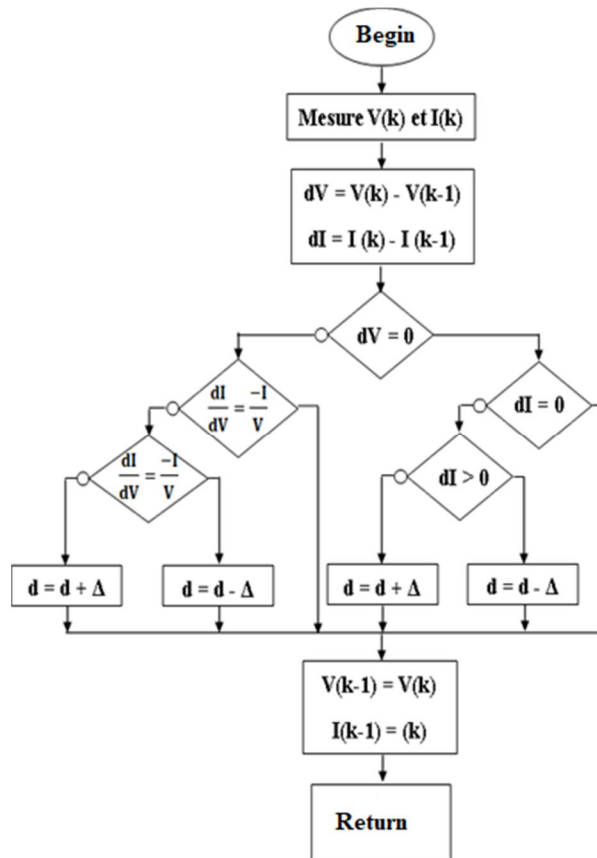 Begin
Mesure V(k) et I(k)
dV = V(k) - V(k-1)
dI = I (k) - I (k-1)
dV = 0
dI/dV = -I/V
dI = 0
dI/dV = -I/V
dI > 0
d = d + Δ
d = d - Δ
d = d + Δ
d = d - Δ
V(k-1) = V(k)
I(k-1) = (k)
Return